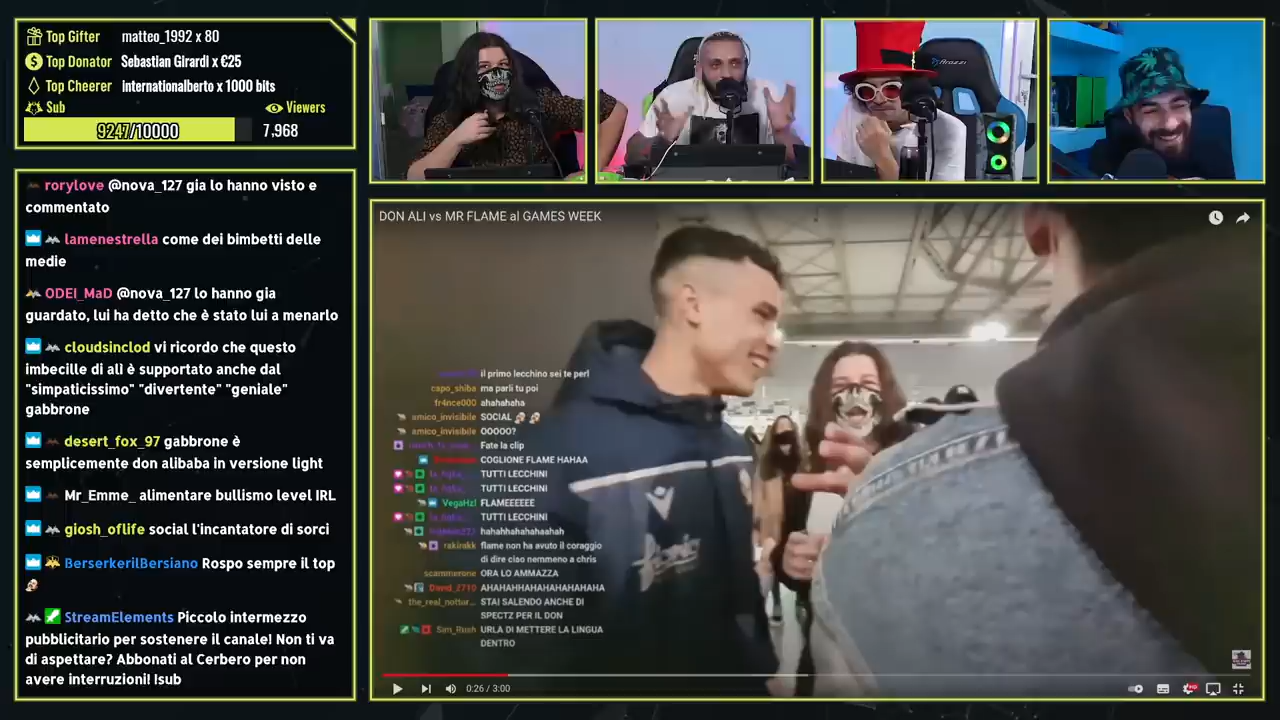 Top Gifter matteo_1992 x 80
Top Donator Sebastian Girardi x €25
Top Cheerer Internationalberto x 1000 bits
Sub Viewers
9247/10000 7,968
rorylove @nova_127 gia lo hanno visto e
commentato
lamenestrella come dei bimbetti delle
medie
ODEI_MaD @nova_127 lo hanno gia
guardato, lui ha detto che è stato lui a menarlo
cloudsinclod vi ricordo che questo
imbecille di alì è supportato anche dal
"simpaticissimo" "divertente" "geniale"
gabbrone
desert_fox_97 gabbrone è
semplicemente don alibaba in versione light
Mr_Emme_ alimentare bullismo level IRL
giosh_oflife social l'incantatore di sorci
BerserkerilBersiano Rospo sempre il top
StreamElements Piccolo intermezzo
pubblicitario per sostenere il canale! Non ti va
di aspettare? Abbonati al Cerbero per non
avere interruzioni! !sub
DON ALI vs MR FLAME al GAMES WEEK
il primo lecchino sei te perl
capo_shiba ma parli tu poi
fr4nce000 ahahahaha
amico_invisibile SOCIAL
amico_invisibile OOOOO?
Fate la clip
COGLIONE FLAME HAHAA
TUTTI LECCHINI
TUTTI LECCHINI
VegaHzl FLAMEEEEEE
TUTTI LECCHINI
hahahhahahahaahah
rakirakk flame non ha avuto il coraggio
di dire ciao nemmeno a chris
scammerone ORA LO AMMAZZA
David_2710 AHAHAHHAHAHAHAHAHAHA
the_real_nottur... STAI SALENDO ANCHE DI
SPECTZ PER IL DON
Sim_Rush URLA DI METTERE LA LINGUA
DENTRO
0:26 / 3:00